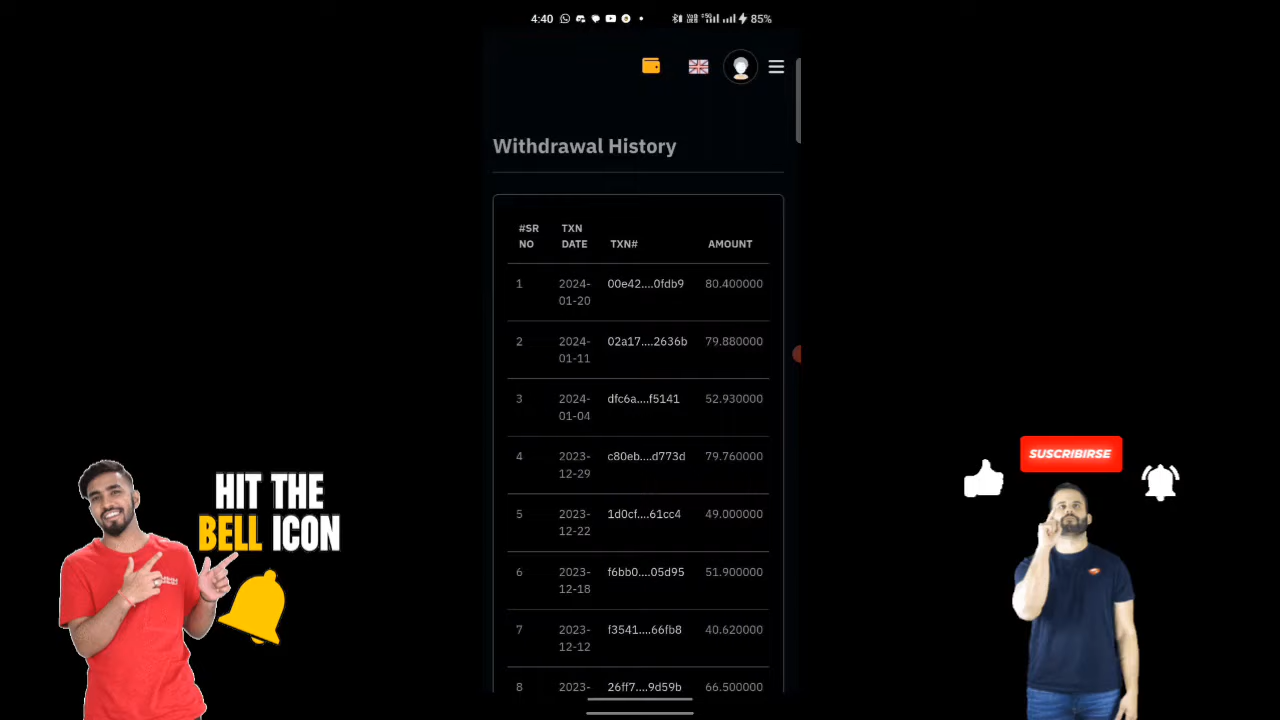 4:40
85%
Withdrawal History
#SR NO TXN DATE TXN# AMOUNT
1 2024-01-20 00e42....0fdb9 80.400000
2 2024-01-11 02a17....2636b 79.880000
3 2024-01-04 dfc6a....f5141 52.930000
4 2023-12-29 c80eb....d773d 79.760000
5 2023-12-22 1d0cf....61cc4 49.000000
6 2023-12-18 f6bb0....05d95 51.900000
7 2023-12-12 f3541....66fb8 40.620000
8 2023- 26ff7....9d59b 66.500000
HIT THE
BELL ICON
SUSCRIBIRSE